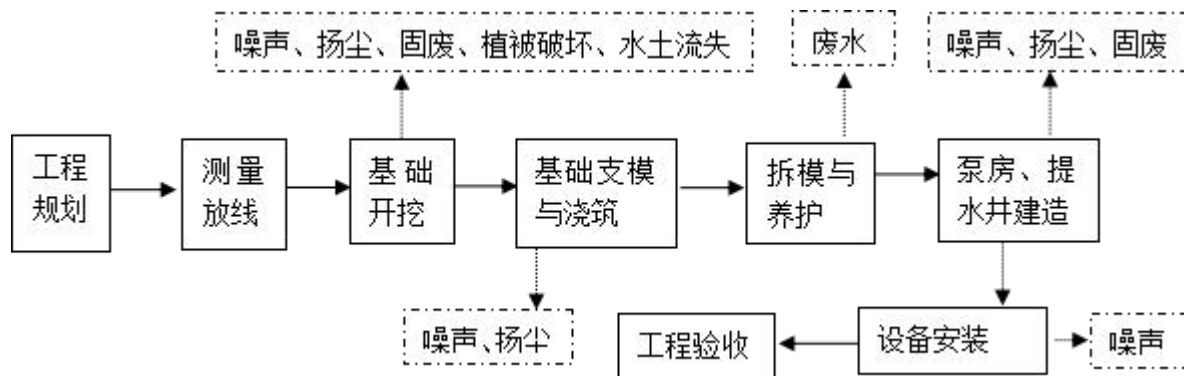 噪声、扬尘、固废、植被破坏、水土流失
废水
噪声、扬尘、固废
工程
规划
测量
放线
基础
开挖
基础支模
与浇筑
拆模与
养护
泵房、提
水井建造
噪声、扬尘
工程验收
设备安装
噪声